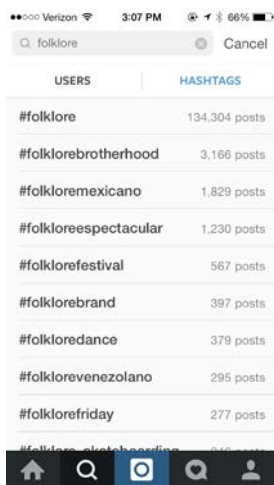 Verizon 3:07 PM 66%
folklore Cancel
USERS HASHTAGS
#folklore 134,304 posts
#folklorebrotherhood 3,166 posts
#folkloremexicano 1,829 posts
#folkloreespectacular 1,230 posts
#folklorefestival 567 posts
#folklorebrand 397 posts
#folkloredance 379 posts
#folklorevenezolano 295 posts
#folklorefriday 277 posts